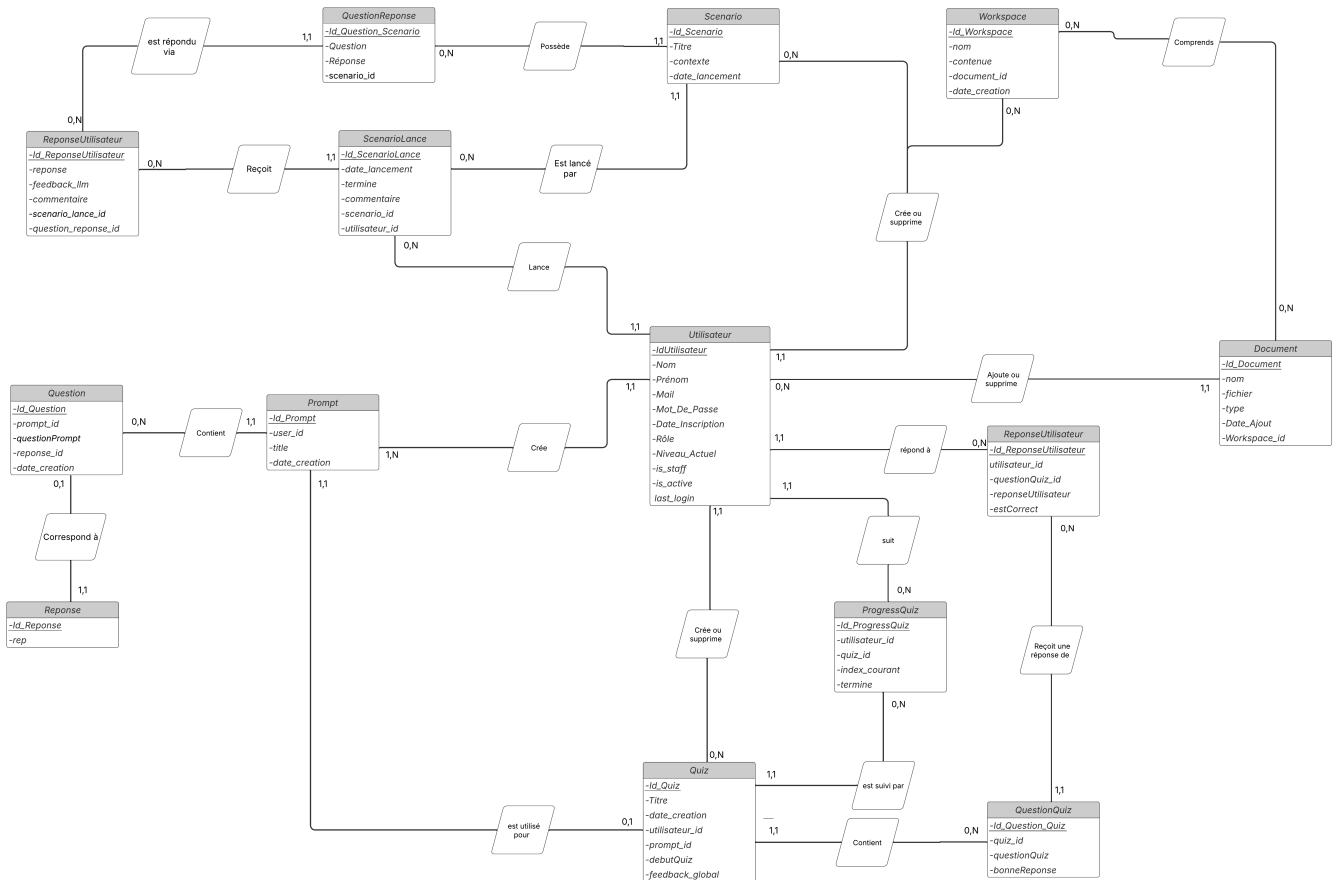 QuestionReponse
-Id_Question_Scenario
-Question
-Réponse
-scenario_id
Scenario
-Id_Scenario
-Titre
-contexte
-date_lancement
Workspace
-Id_Workspace
-nom
-contenue
-document_id
-date_creation
est répondu
via
1,1
0,N
Possède
1,1
0,N
1,1
0,N
Comprends
0,N
0,N
ReponseUtilisateur
-Id_ReponseUtilisateur
-reponse
-feedback_llm
-commentaire
-scenario_lance_id
-question_reponse_id
0,N
Reçoit
1,1
ScenarioLance
-Id_ScenarioLance
-date_lancement
-termine
-commentaire
-scenario_id
-utilisateur_id
0,N
Est lancé
par
0,N
Lance
1,1
Crée ou
supprime
1,1
0,N
Utilisateur
-IdUtilisateur
-Nom
-Prénom
-Mail
-Mot_De_Passe
-Date_Inscription
-Rôle
-Niveau_Actuel
-is_staff
-is_active
last_login
0,N
Ajoute ou
supprime
1,1
Document
-Id_Document
-nom
-fichier
-type
-Date_Ajout
-Workspace_id
Question
-Id_Question
-prompt_id
-questionPrompt
-reponse_id
-date_creation
0,N
Contient
1,1
Prompt
-Id_Prompt
-user_id
-title
-date_creation
1,N
Crée
1,1
1,1
répond à
0,N
ReponseUtilisateur
-Id_ReponseUtilisateur
utilisateur_id
-questionQuiz_id
-reponseUtilisateur
-estCorrect
0,1
Correspond à
1,1
Reponse
-Id_Reponse
-rep
1,1
1,1
1,1
suit
0,N
0,N
ProgressQuiz
-Id_ProgressQuiz
-utilisateur_id
-quiz_id
-index_courant
-termine
Crée ou
supprime
0,N
Reçoit une
réponse de
1,1
0,N
est suivi par
1,1
Quiz
-Id_Quiz
-Titre
-date_creation
-utilisateur_id
-prompt_id
-debutQuiz
-feedback_global
est utilisé
pour
0,1
1,1
Contient
0,N
QuestionQuiz
-Id_Question_Quiz
-quiz_id
-questionQuiz
-bonneReponse